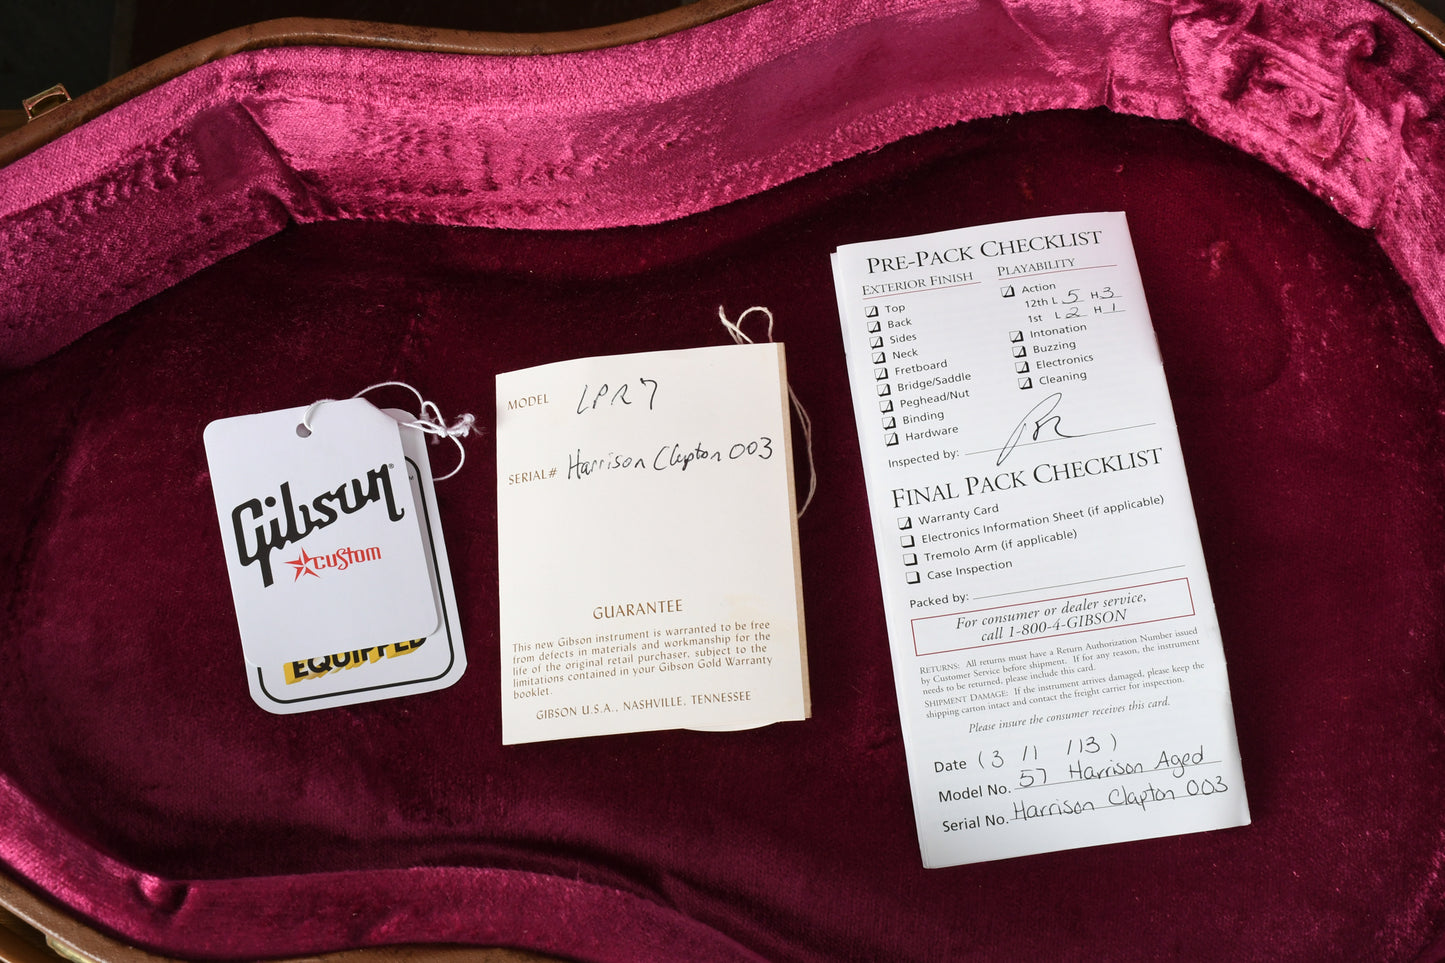 Gibson
custom
EQUIPPED
MODEL LPR7
SERIAL# Harrison Clapton 003
GUARANTEE
This new Gibson instrument is warranted to be free
from defects in materials and workmanship for the
life of the original retail purchaser, subject to the
limitations contained in your Gibson Gold Warranty
booklet.
GIBSON U.S.A., NASHVILLE, TENNESSEE
PRE-PACK CHECKLIST
EXTERIOR FINISH
Top
Back
Sides
Neck
Fretboard
Bridge/Saddle
Peghead/Nut
Binding
Hardware
PLAYABILITY
Action
12th L 5 H 3
1st L 2 H 1
Intonation
Buzzing
Electronics
Cleaning
Inspected by:
FINAL PACK CHECKLIST
Warranty Card
Electronics Information Sheet (if applicable)
Tremolo Arm (if applicable)
Case Inspection
Packed by:
For consumer or dealer service,
call 1-800-4-GIBSON
RETURNS: All returns must have a Return Authorization Number issued
by Customer Service before shipment. If for any reason, the instrument
needs to be returned, please include this card.
SHIPMENT DAMAGE: If the instrument arrives damaged, please keep the
shipping carton intact and contact the freight carrier for inspection.
Please insure the consumer receives this card.
Date (3 /1 /13)
Model No. 57 Harrison Aged
Serial No. Harrison Clapton 003